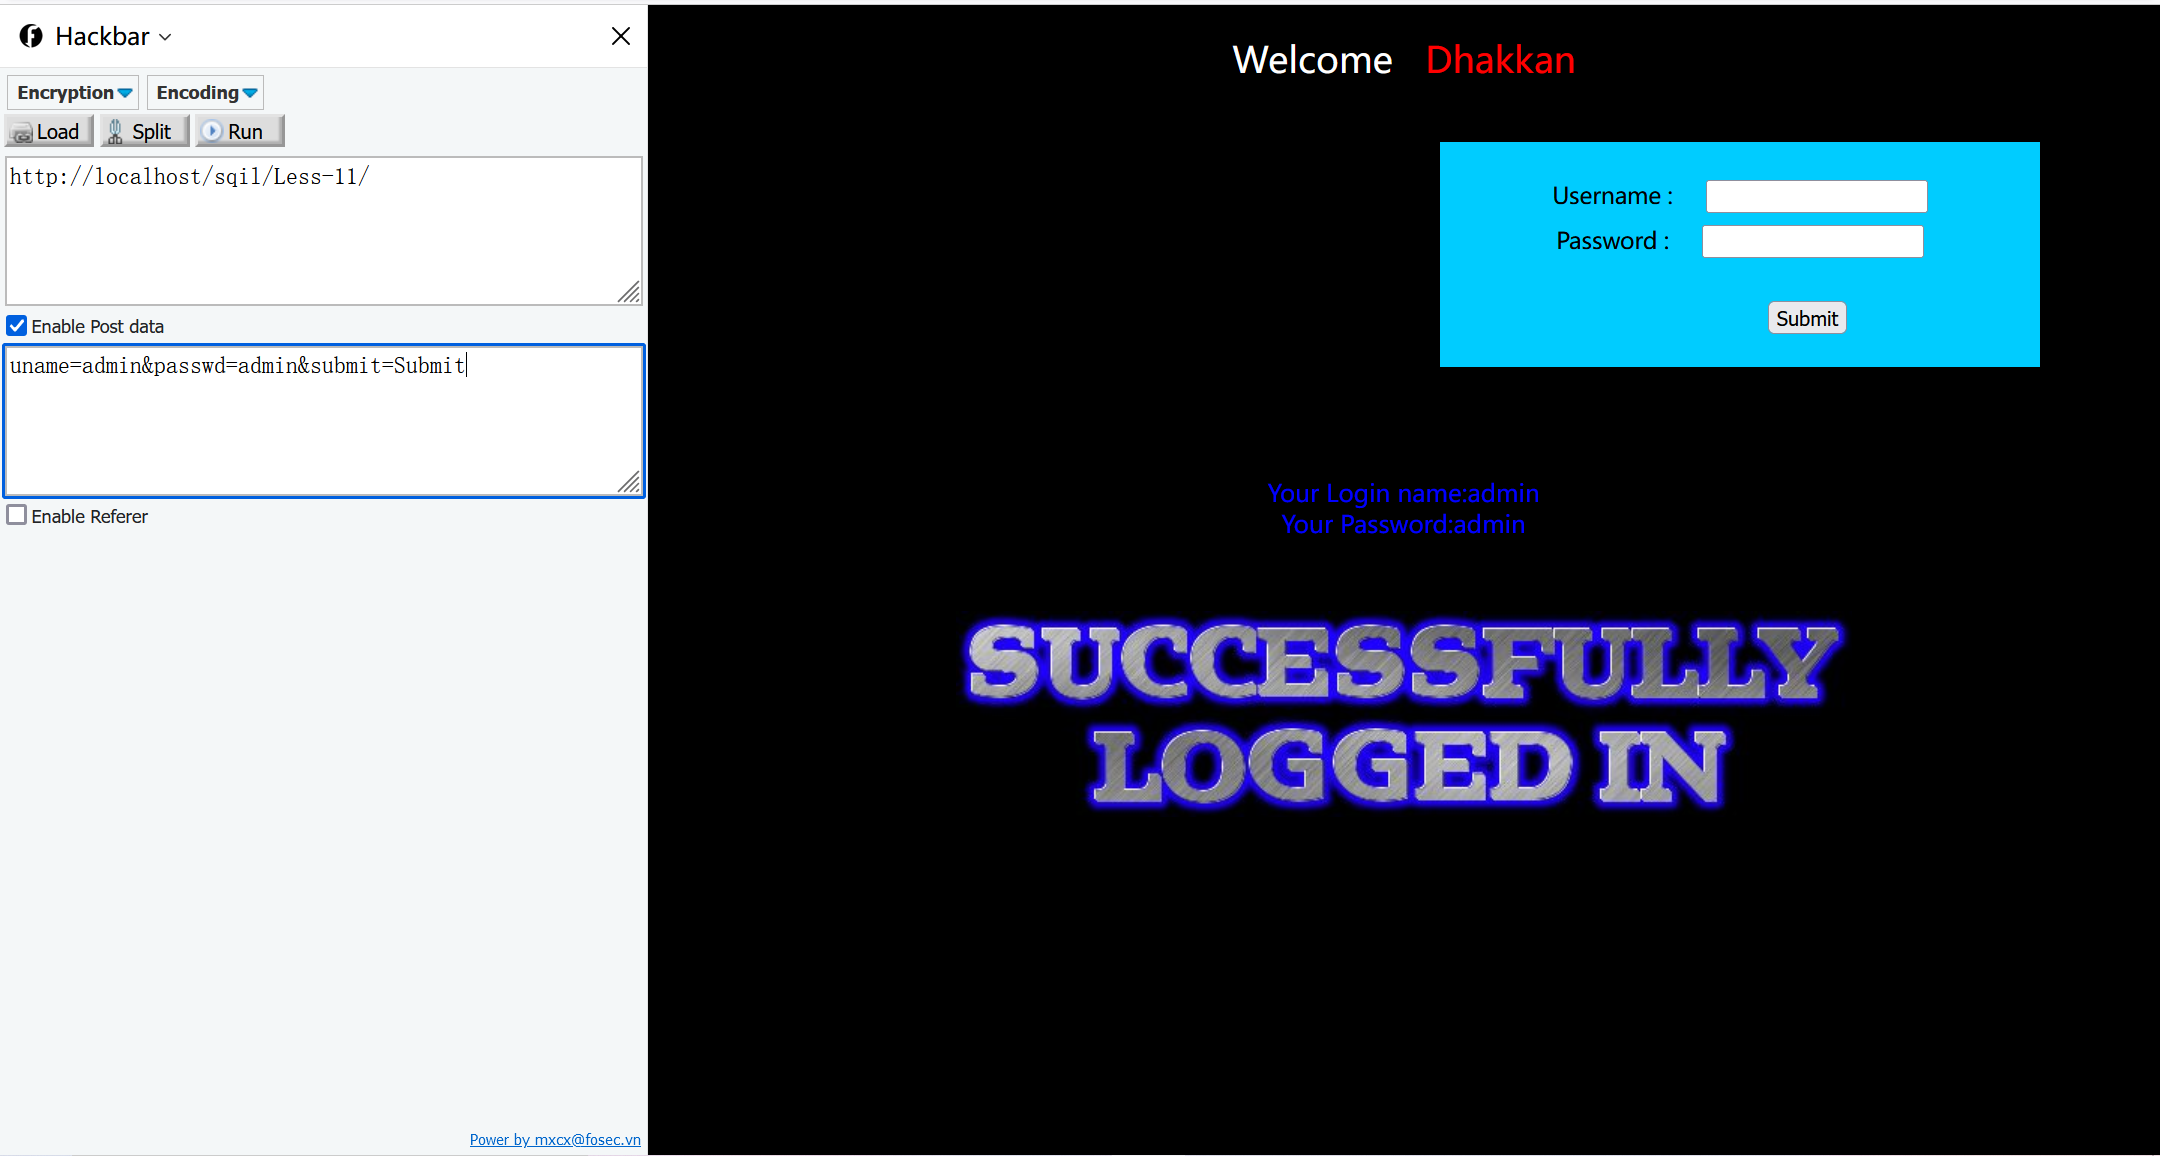 Hackbar
Encryption Encoding
Load Split Run
http://localhost/sqil/Less-11/
Enable Post data
uname=admin&passwd=admin&submit=Submit
Enable Referer
Power by mxcx@fosec.vn
Welcome Dhakkan
Username :
Password :
Submit
Your Login name:admin
Your Password:admin
SUCCESSFULLY
LOGGED IN